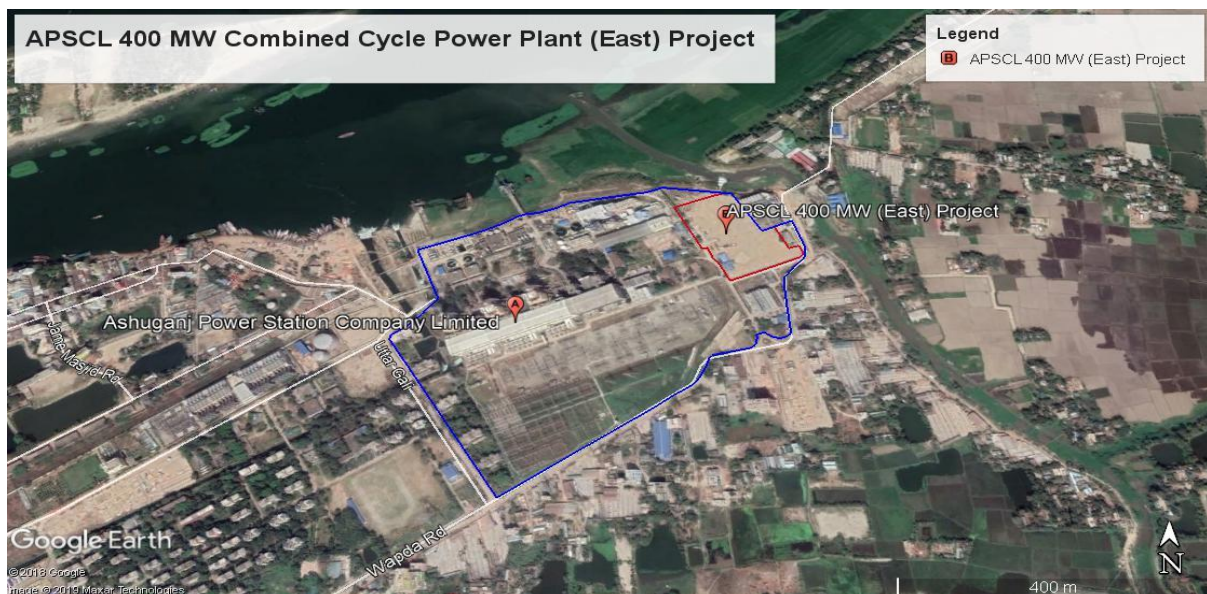 APSCL 400 MW Combined Cycle Power Plant (East) Project
Legend
B APSCL 400 MW (East) Project
APSCL 400 MW (East) Project
A
Ashuganj Power Station Company Limited
Jame Masjid Rd
Uttar Gali
Wapda Rd
Google Earth
© 2018 Google
Image © 2019 Maxar Technologies
400 m
N